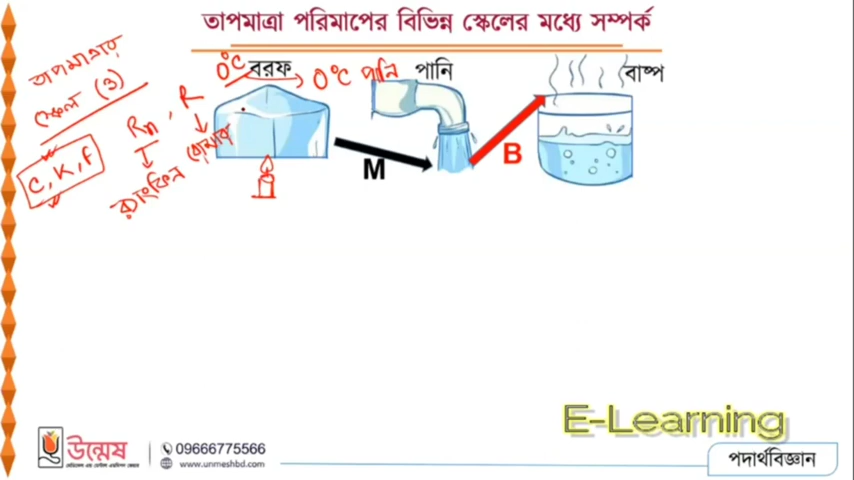 তাপমাত্রা পরিমাপের বিভিন্ন স্কেলের মধ্যে সম্পর্ক
তাপমাত্রার
স্কেল (৩)
0°C বরফ 0°C পানি পানি বাষ্প
Rn, R
C, K, F
র‍্যাংকিন রোমার
M
B
E-Learning
উন্মেষ
09666775566
www.unmeshbd.com
পদার্থবিজ্ঞান